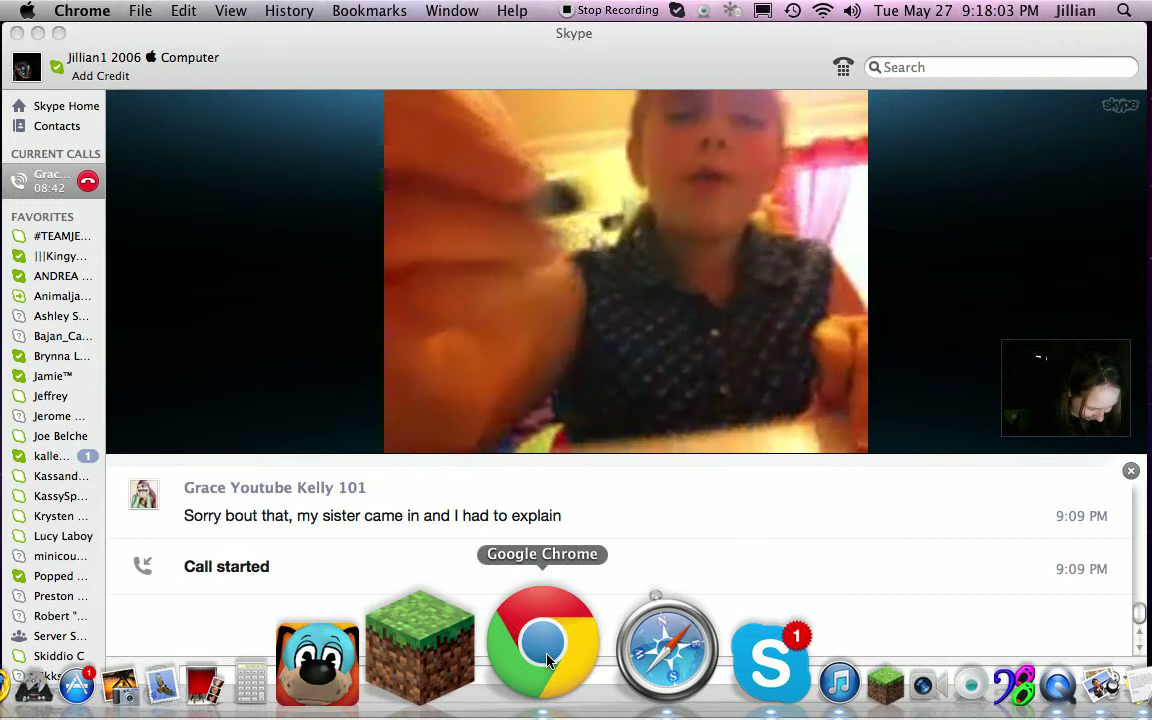 Chrome File Edit View History Bookmarks Window Help Stop Recording Tue May 27 9:18:03 PM Jillian
Skype
Jillian1 2006 Computer
Add Credit
Search
Skype Home
Contacts
skype
CURRENT CALLS
Grac...
08:42
FAVORITES
#TEAMJE...
|||Kingy...
ANDREA ...
Animalja...
Ashley S...
Bajan_Ca...
Brynna L...
Jamie™
Jeffrey
Jerome ...
Joe Belche
kalle... 1
Kassand...
KassySp...
Krysten ...
Lucy Laboy
minicou...
Popped ...
Preston ...
Robert "...
Server S...
Skiddio C
Grace Youtube Kelly 101
Sorry bout that, my sister came in and I had to explain 9:09 PM
Call started 9:09 PM
Google Chrome
1
1